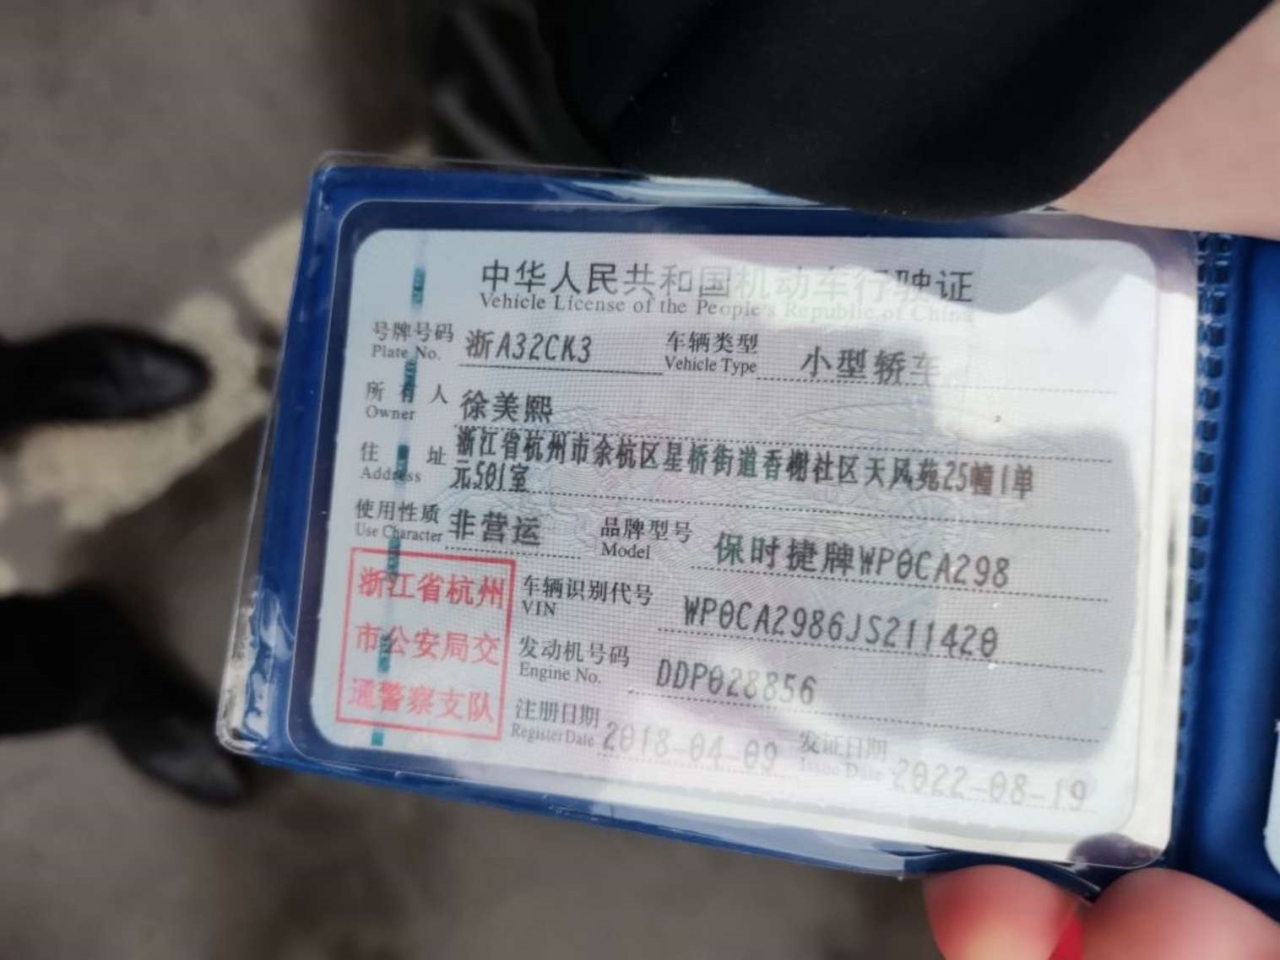 中华人民共和国机动车行驶证
Vehicle License of the People's Republic of China
号牌号码 浙A32CK3 车辆类型 小型轿车
Plate No. Vehicle Type
所有人 徐美熙
Owner
住址 浙江省杭州市余杭区星桥街道香榭社区天风苑25幢1单
Address 元501室
使用性质 非营运 品牌型号 保时捷牌WP0CA298
Use Character Model
浙江省杭州
市公安局交
通警察支队
车辆识别代号 WP0CA2986JS211420
VIN
发动机号码 DDP028856
Engine No.
注册日期 2018-04-09 发证日期 2022-08-19
Register Date Issue Date